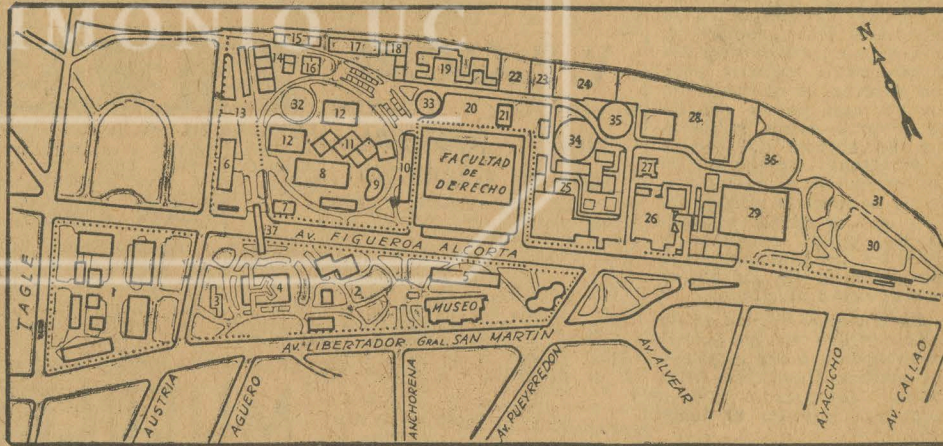 IMONIO UC
N
15
17
18
14
16
19
22
23
24
13
32
12
33
20
21
35
28
34
36
12
11
6
8
10
9
FACULTAD
DE
DERECHO
27
25
26
29
31
7
30
37
AV. FIGUEROA ALCORTA
TAGLE
1
3
4
2
MUSEO
AV. LIBERTADOR GRAL. SAN MARTIN
AUSTRIA
AGUERO
ANCHORENA
AV. PUEYRREDON
AV. ALVEAR
AYACUCHO
AV. CALLAO